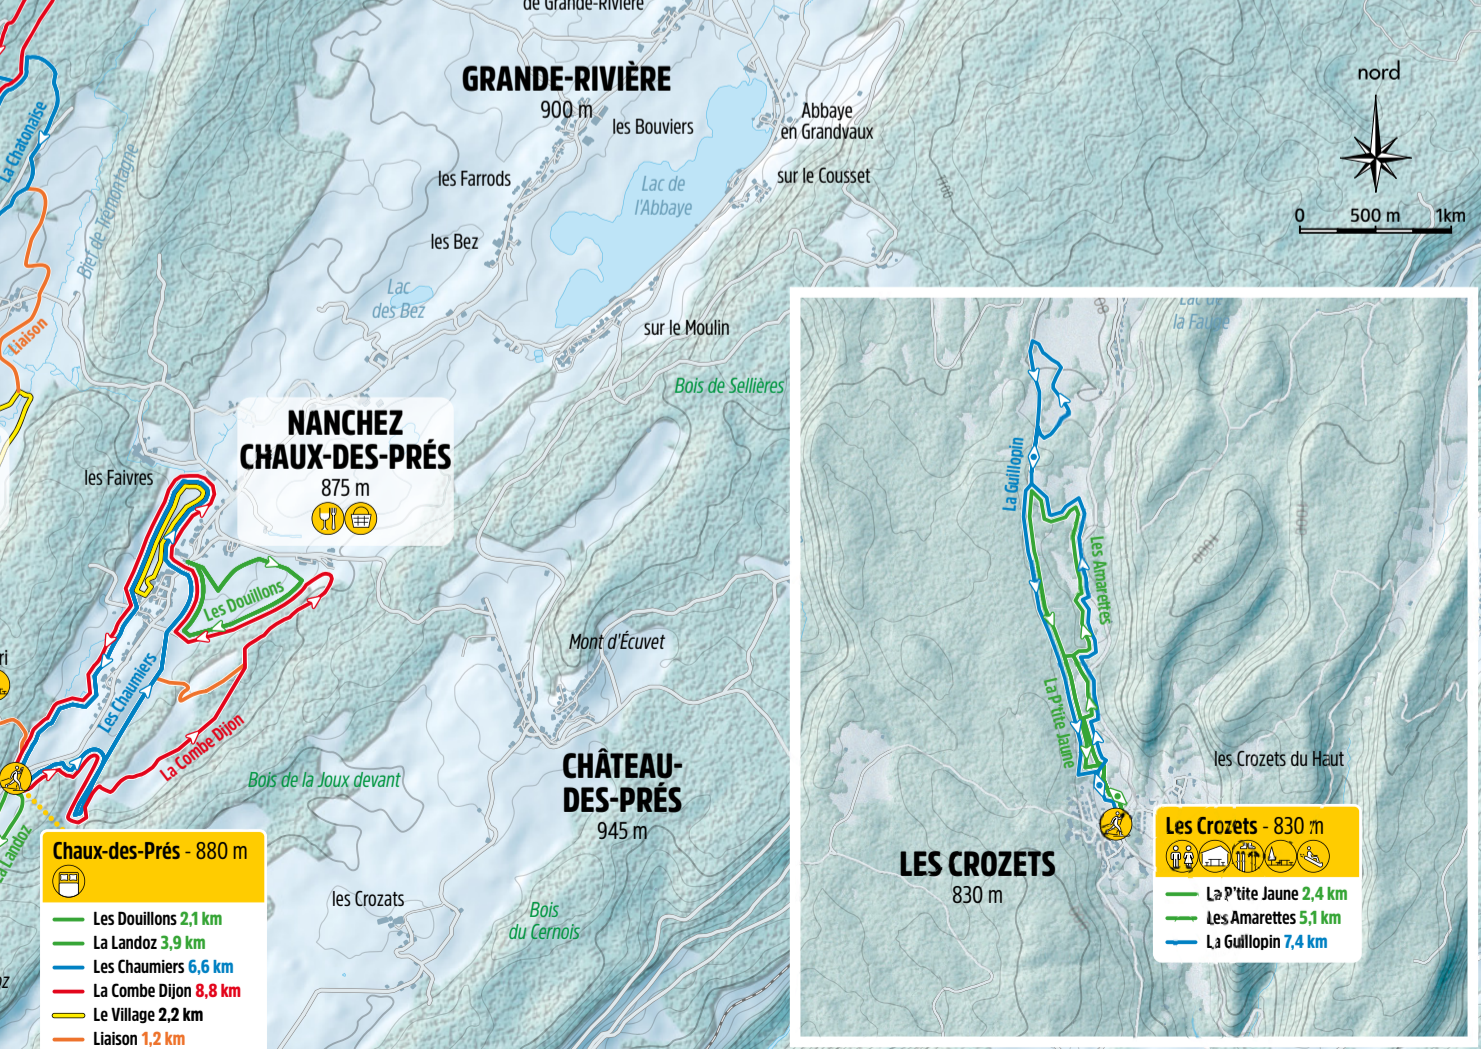 de Grande-Rivière
GRANDE-RIVIÈRE
900 m
les Bouviers
Abbaye
en Grandvaux
les Farrods
sur le Cousset
Lac de
l'Abbaye
les Bez
Lac
des Bez
sur le Moulin
Bois de Sellières
nord
0 500 m 1km
1100
La Chatonaise
Bief de Trémontagne
Liaison
NANCHEZ
CHAUX-DES-PRÉS
875 m
les Faivres
Les Douillons
Les Chaumiers
La Combe Dijon
Mont d'Écuvet
Bois de la Joux devant
CHÂTEAU-
DES-PRÉS
945 m
les Crozats
Bois
du Cernois
La Landoz
Chaux-des-Prés - 880 m
Les Douillons 2,1 km
La Landoz 3,9 km
Les Chaumiers 6,6 km
La Combe Dijon 8,8 km
Le Village 2,2 km
Liaison 1,2 km
Lac de
la Fauge
La Guillopin
Les Amarettes
La P'tite Jaune
les Crozets du Haut
LES CROZETS
830 m
Les Crozets - 830 m
La P'tite Jaune 2,4 km
Les Amarettes 5,1 km
La Guillopin 7,4 km